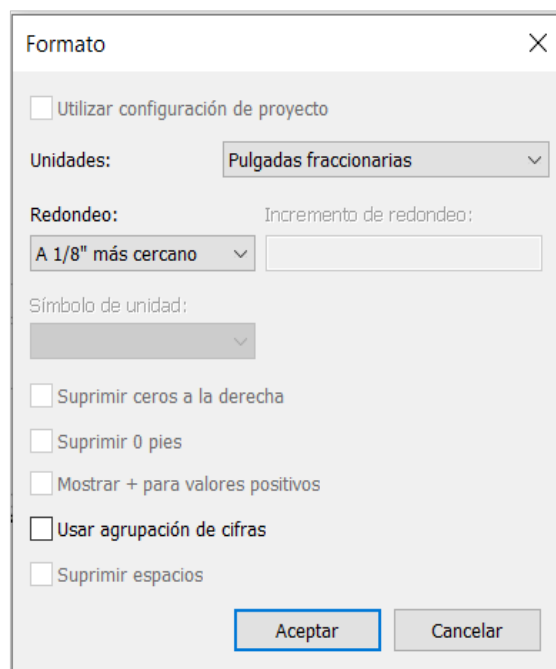 Formato
Utilizar configuración de proyecto
Unidades: Pulgadas fraccionarias
Redondeo: Incremento de redondeo:
A 1/8" más cercano
Símbolo de unidad:
Suprimir ceros a la derecha
Suprimir 0 pies
Mostrar + para valores positivos
Usar agrupación de cifras
Suprimir espacios
Aceptar Cancelar